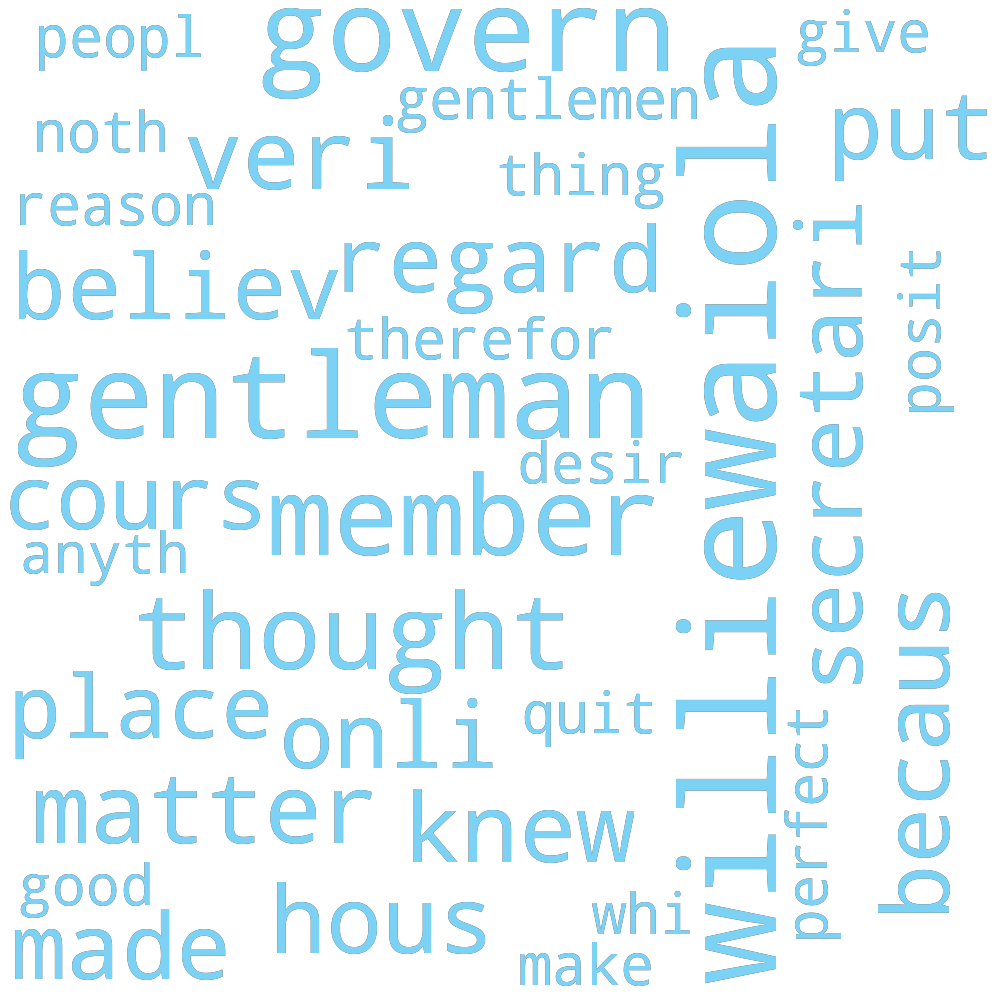 govern
peopl
give
gentlemen
noth
veri
put
thing
reason
williewaiola
secretari
regard
believ
posit
therefor
gentleman
desir
cours
member
anyth
thought
because
place
onli
quit
perfect
matter
knew
good
hous
whi
made
make